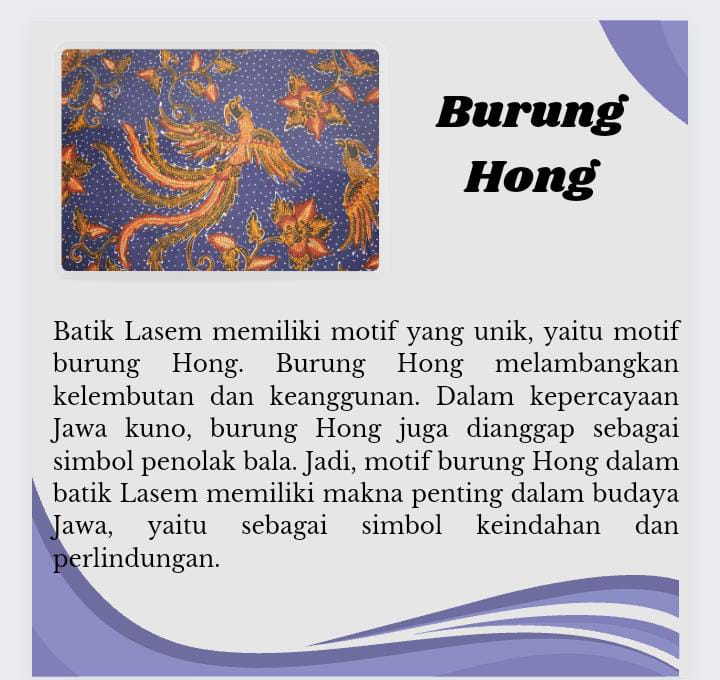 Burung
Hong
Batik Lasem memiliki motif yang unik, yaitu motif
burung Hong. Burung Hong melambangkan
kelembutan dan keanggunan. Dalam kepercayaan
Jawa kuno, burung Hong juga dianggap sebagai
simbol penolak bala. Jadi, motif burung Hong dalam
batik Lasem memiliki makna penting dalam budaya
Jawa, yaitu sebagai simbol keindahan dan
perlindungan.